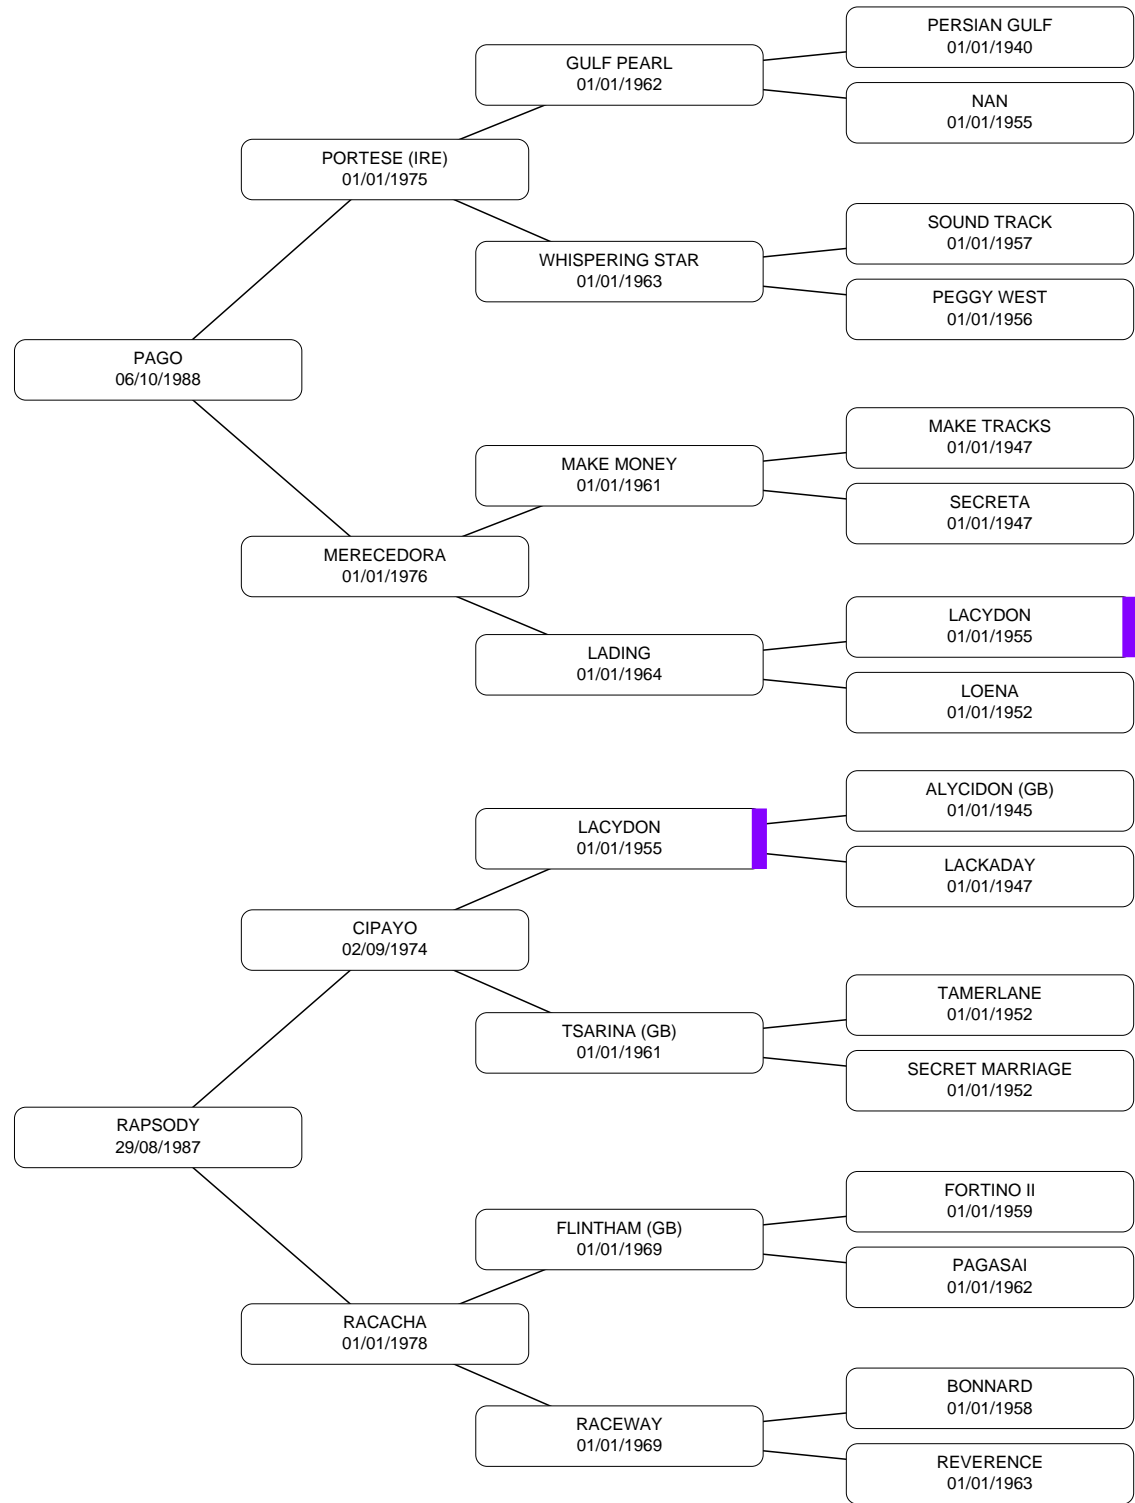 PERSIAN GULF
01/01/1940
GULF PEARL
01/01/1962
NAN
01/01/1955
PORTESE (IRE)
01/01/1975
SOUND TRACK
01/01/1957
WHISPERING STAR
01/01/1963
PEGGY WEST
01/01/1956
PAGO
06/10/1988
MAKE TRACKS
01/01/1947
MAKE MONEY
01/01/1961
SECRETA
01/01/1947
MERECEDORA
01/01/1976
LACYDON
01/01/1955
LADING
01/01/1964
LOENA
01/01/1952
ALYCIDON (GB)
01/01/1945
LACYDON
01/01/1955
LACKADAY
01/01/1947
CIPAYO
02/09/1974
TAMERLANE
01/01/1952
TSARINA (GB)
01/01/1961
SECRET MARRIAGE
01/01/1952
RAPSODY
29/08/1987
FORTINO II
01/01/1959
FLINTHAM (GB)
01/01/1969
PAGASAI
01/01/1962
RACACHA
01/01/1978
BONNARD
01/01/1958
RACEWAY
01/01/1969
REVERENCE
01/01/1963